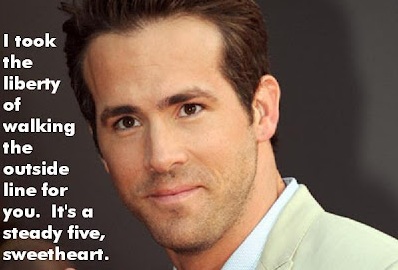 I took
the
liberty
of
walking
the
outside
line for
you.  It's a
steady five,
sweetheart.